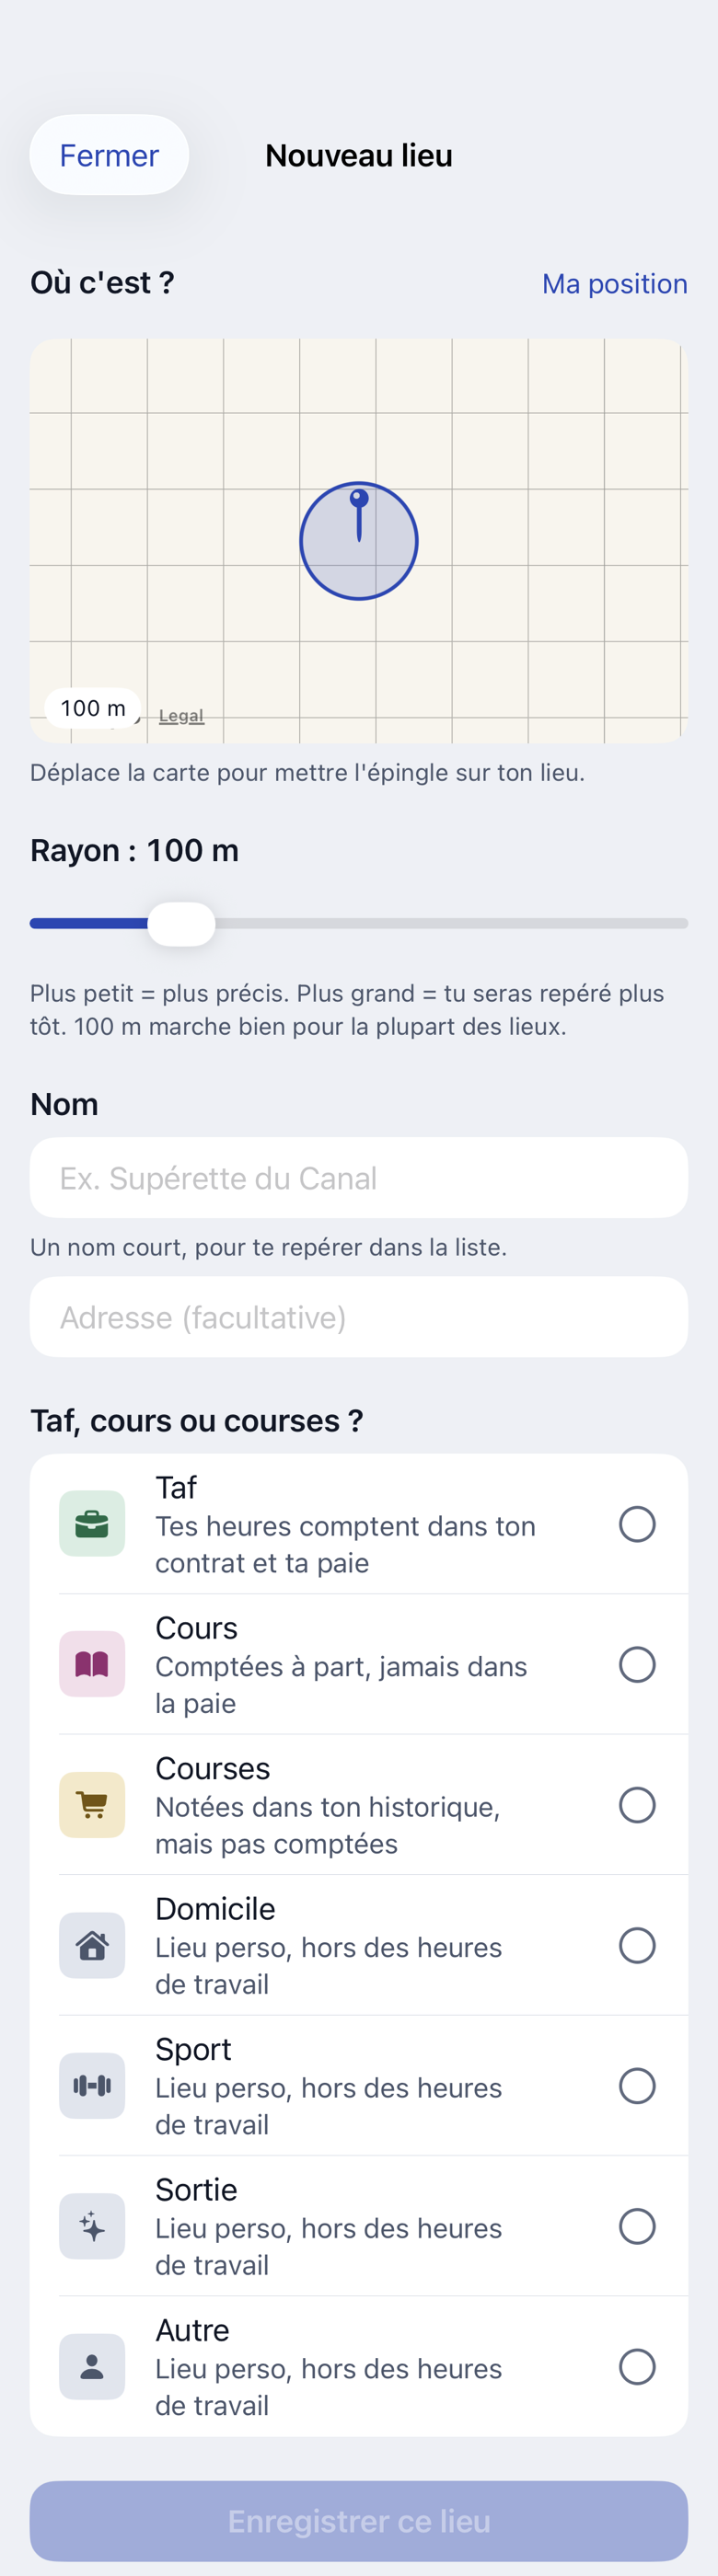 Fermer
Nouveau lieu
Où c'est ?
Ma position
100 m
Legal
Déplace la carte pour mettre l'épingle sur ton lieu.
Rayon : 100 m
Plus petit = plus précis. Plus grand = tu seras repéré plus
tôt. 100 m marche bien pour la plupart des lieux.
Nom
Ex. Supérette du Canal
Un nom court, pour te repérer dans la liste.
Adresse (facultative)
Taf, cours ou courses ?
Taf
Tes heures comptent dans ton
contrat et ta paie
Cours
Comptées à part, jamais dans
la paie
Courses
Notées dans ton historique,
mais pas comptées
Domicile
Lieu perso, hors des heures
de travail
Sport
Lieu perso, hors des heures
de travail
Sortie
Lieu perso, hors des heures
de travail
Autre
Lieu perso, hors des heures
de travail
Enregistrer ce lieu